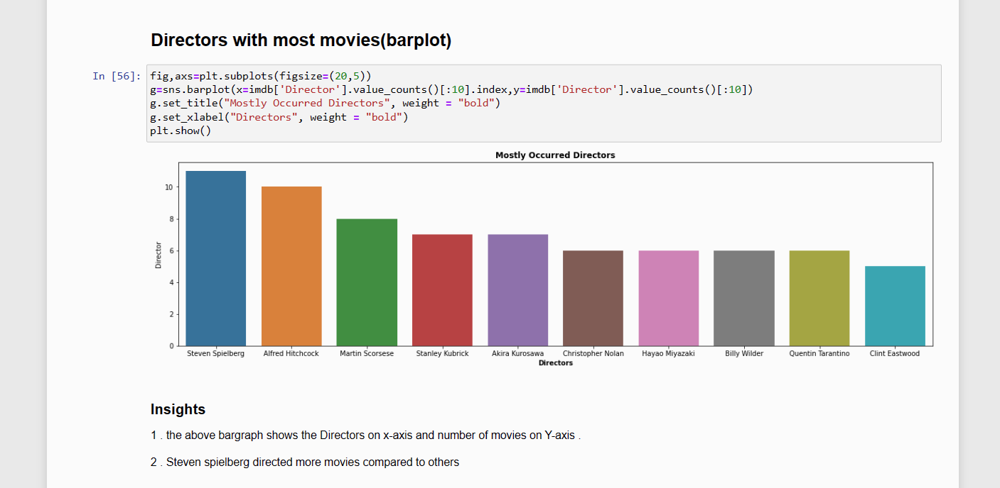 Directors with most movies(barplot)
In [56]:
fig,axs=plt.subplots(figsize=(20,5))
g=sns.barplot(x=imdb['Director'].value_counts()[:10].index,y=imdb['Director'].value_counts()[:10])
g.set_title("Mostly Occurred Directors", weight = "bold")
g.set_xlabel("Directors", weight = "bold")
plt.show()
Mostly Occurred Directors
10
8
6
4
2
0
Director
Steven Spielberg Alfred Hitchcock Martin Scorsese Stanley Kubrick Akira Kurosawa Christopher Nolan Hayao Miyazaki Billy Wilder Quentin Tarantino Clint Eastwood
Directors
Insights
1 . the above bargraph shows the Directors on x-axis and number of movies on Y-axis .
2 . Steven spielberg directed more movies compared to others